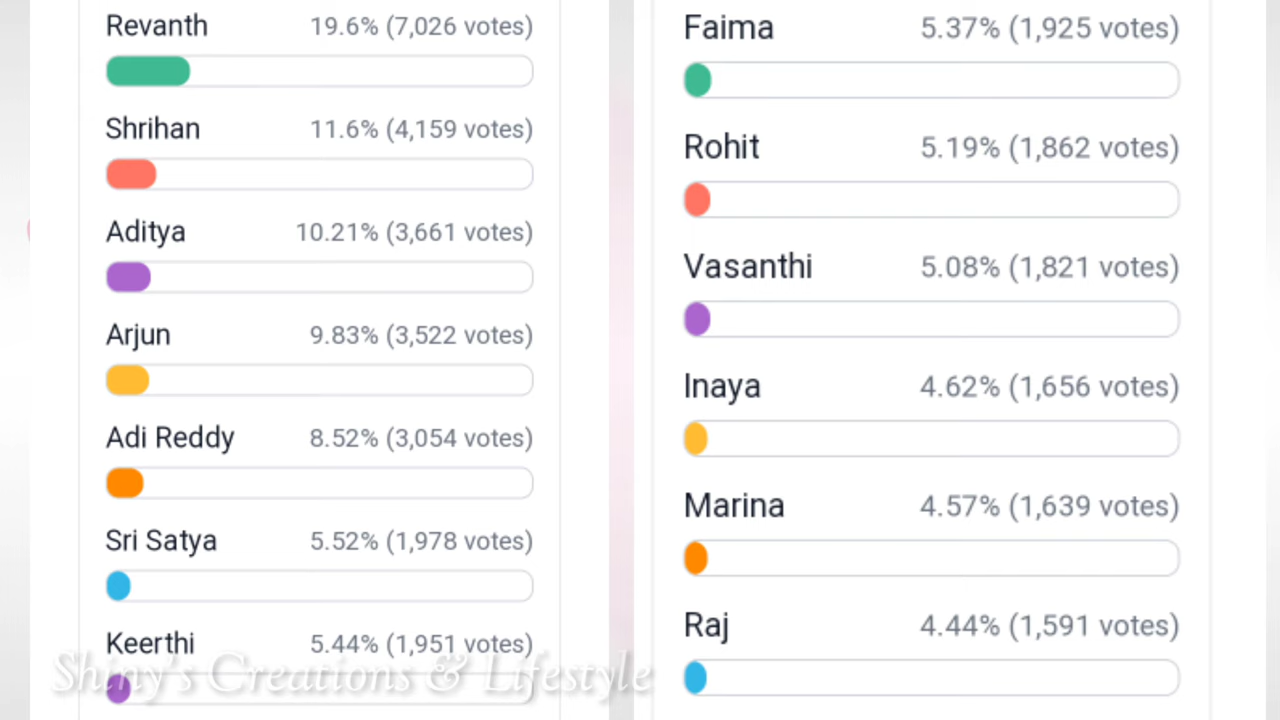 Revanth 19.6% (7,026 votes)
Shrihan 11.6% (4,159 votes)
Aditya 10.21% (3,661 votes)
Arjun 9.83% (3,522 votes)
Adi Reddy 8.52% (3,054 votes)
Sri Satya 5.52% (1,978 votes)
Keerthi 5.44% (1,951 votes)
Shiny's Creations & Lifestyle
Faima 5.37% (1,925 votes)
Rohit 5.19% (1,862 votes)
Vasanthi 5.08% (1,821 votes)
Inaya 4.62% (1,656 votes)
Marina 4.57% (1,639 votes)
Raj 4.44% (1,591 votes)